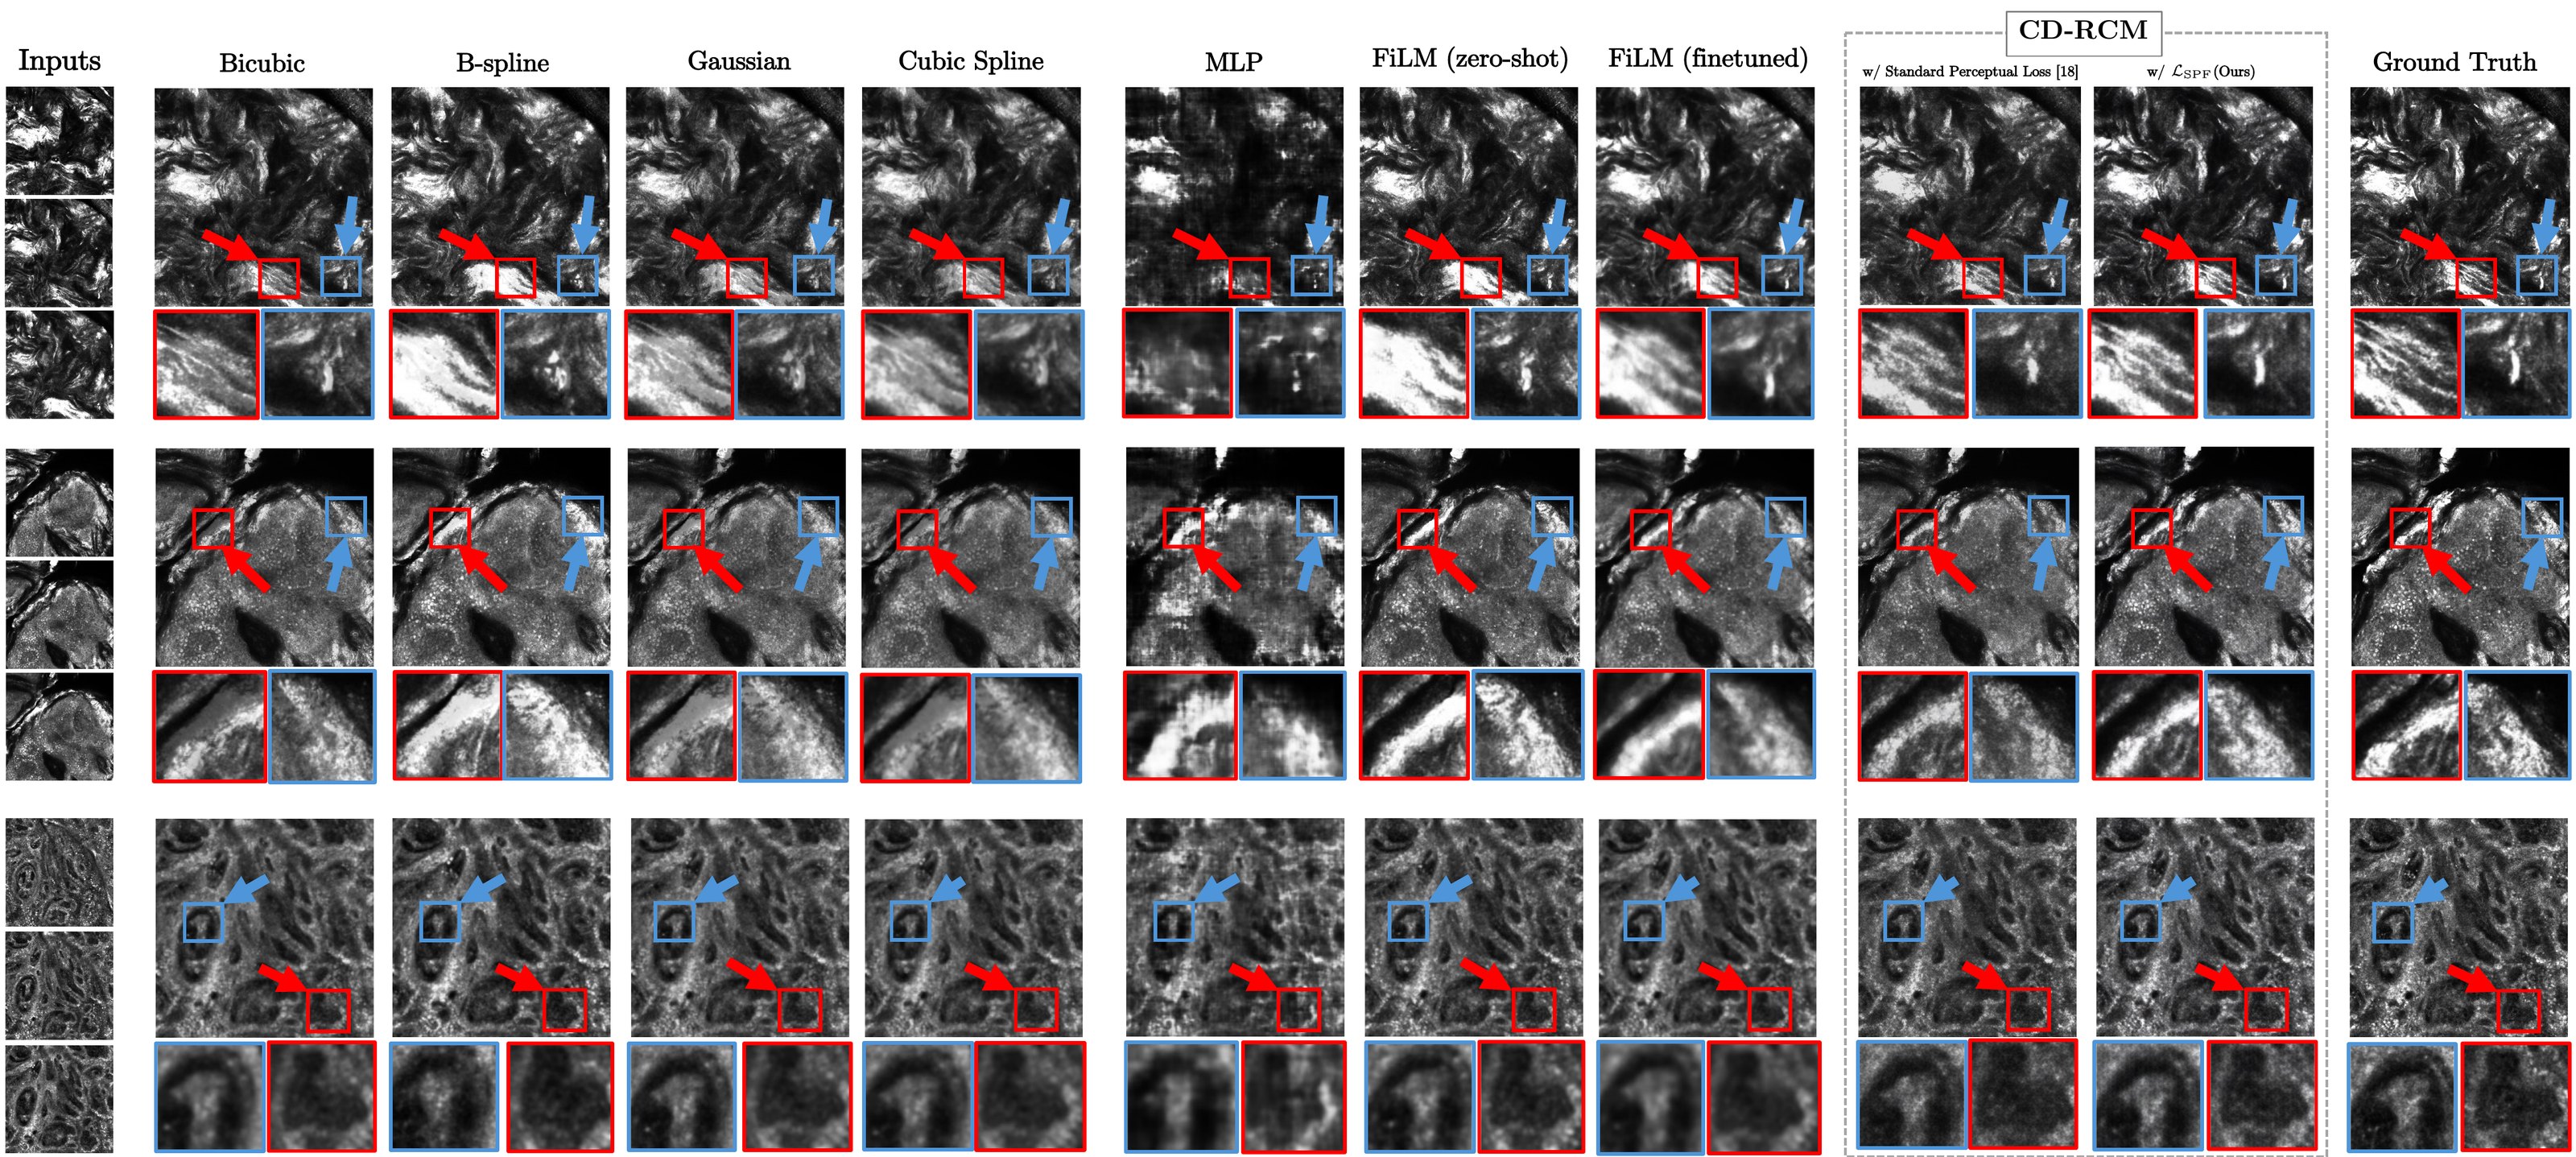 CD-RCM
Inputs
Bicubic
B-spline
Gaussian
Cubic Spline
MLP
FiLM (zero-shot)
FiLM (finetuned)
w/ Standard Perceptual Loss [18]
w/ ℒSPF (Ours)
Ground Truth